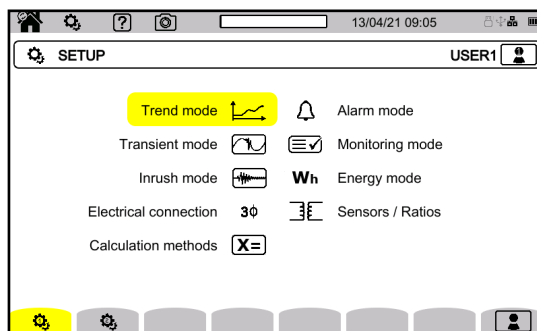 ? 13/04/21 09:05
SETUP USER1
Trend mode Alarm mode
Transient mode Monitoring mode
Inrush mode Wh Energy mode
Electrical connection 3Φ Sensors / Ratios
Calculation methods X=